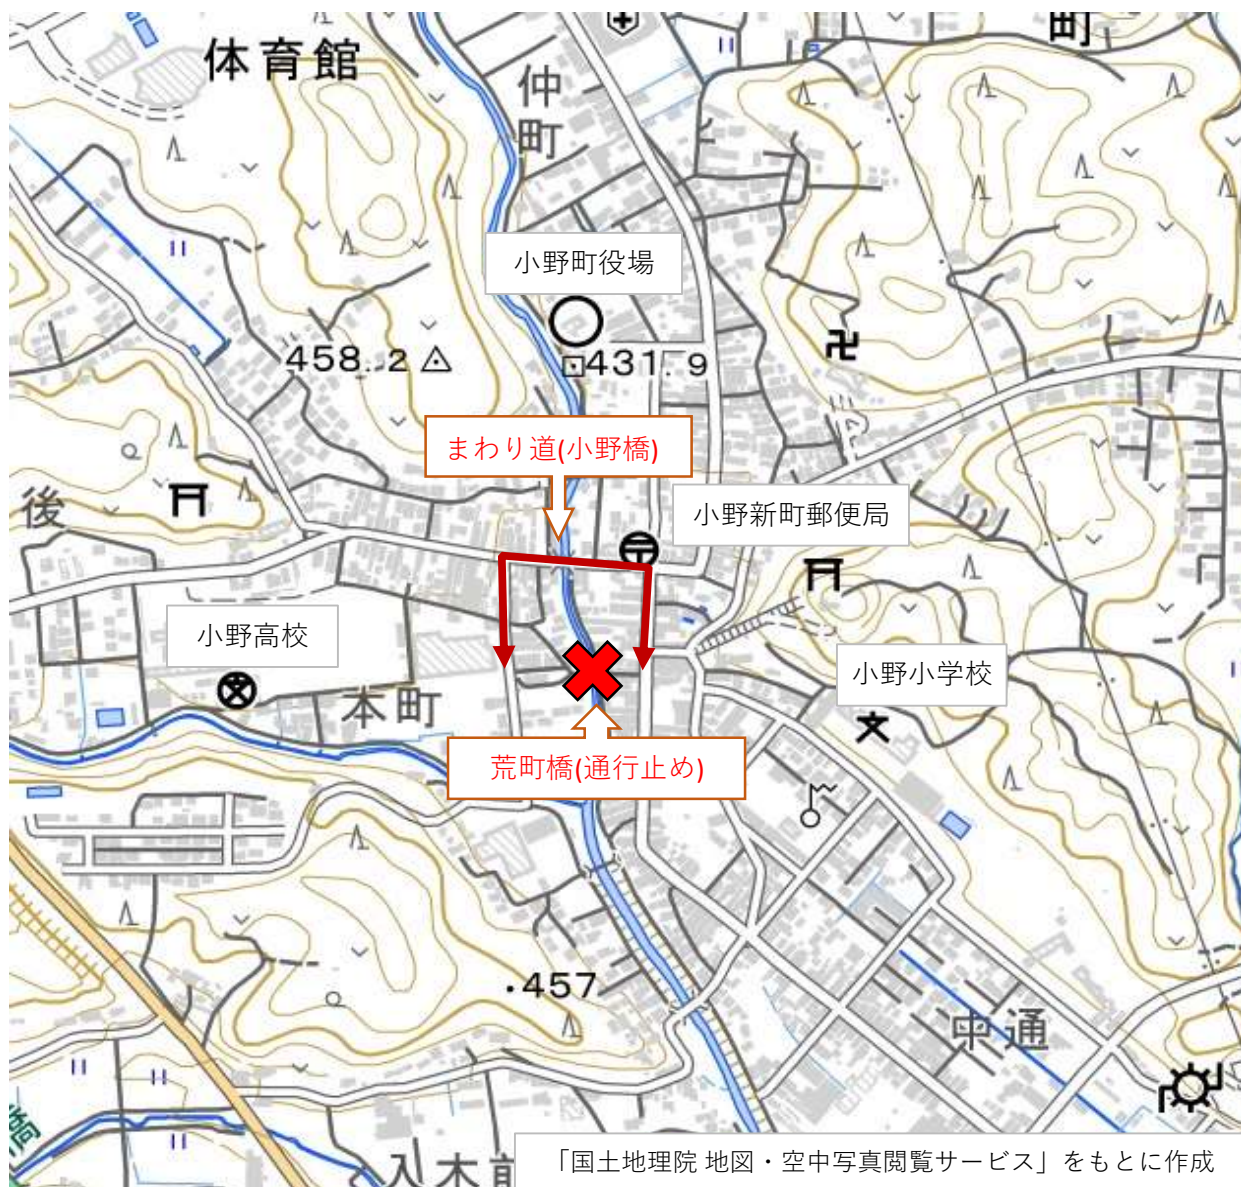 町
体育館
仲町
小野町役場
431.9
458.2
まわり道(小野橋)
後
小野新町郵便局
小野高校
小野小学校
本町
荒町橋(通行止め)
・457
中通
「国土地理院 地図・空中写真閲覧サービス」をもとに作成